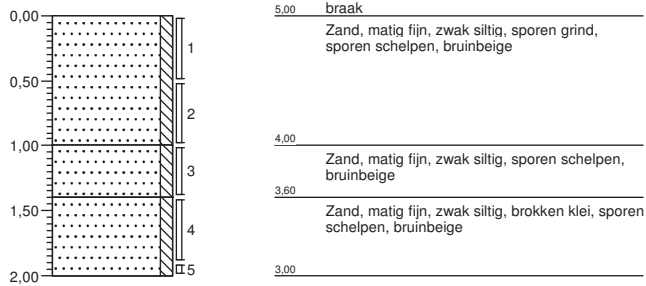 0,00
0,50
1,00
1,50
2,00
1
2
3
4
5
5,00 braak
Zand, matig fijn, zwak siltig, sporen grind,
sporen schelpen, bruinbeige
4,00
Zand, matig fijn, zwak siltig, sporen schelpen,
bruinbeige
3,60
Zand, matig fijn, zwak siltig, brokken klei, sporen
schelpen, bruinbeige
3,00